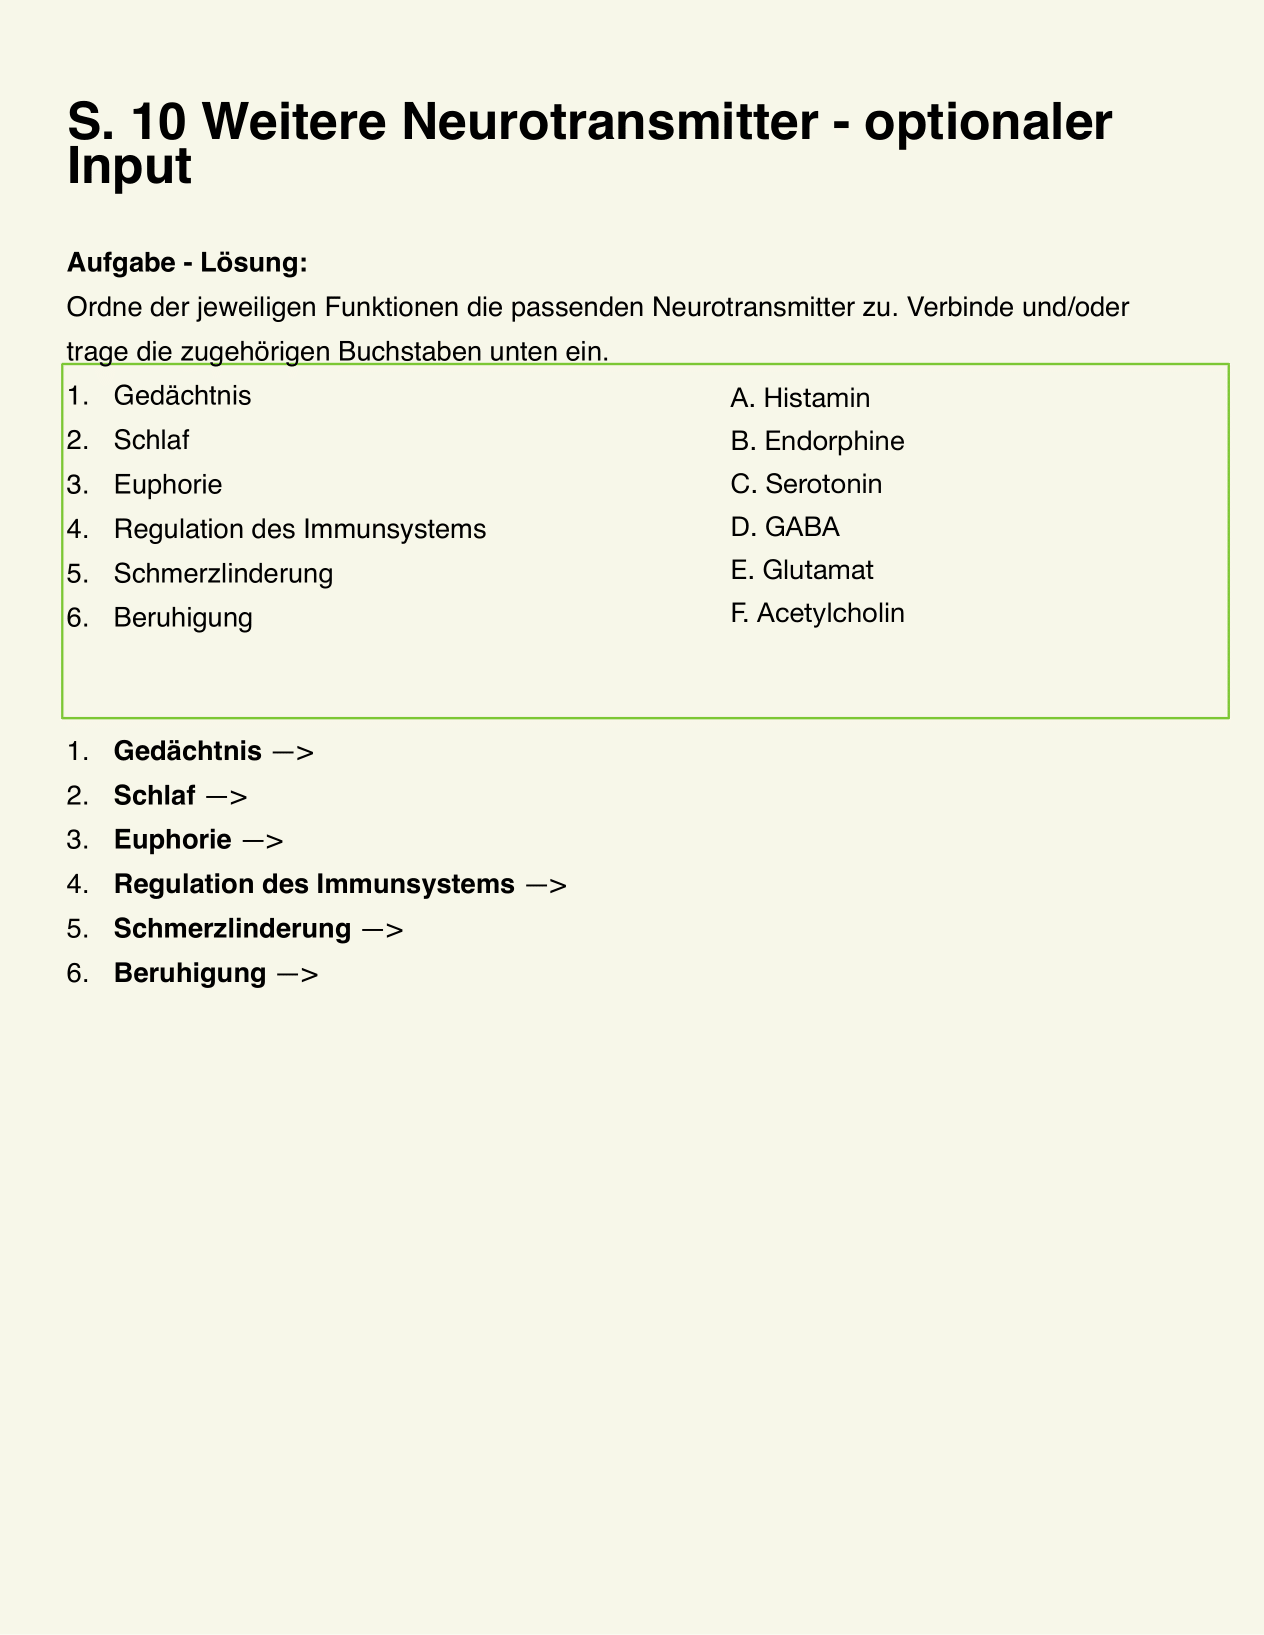 S. 10 Weitere Neurotransmitter - optionaler
Input
Aufgabe - Lösung:
Ordne der jeweiligen Funktionen die passenden Neurotransmitter zu. Verbinde und/oder
trage die zugehörigen Buchstaben unten ein.
1. Gedächtnis
2. Schlaf
3. Euphorie
4. Regulation des Immunsystems
5. Schmerzlinderung
6. Beruhigung
A. Histamin
B. Endorphine
C. Serotonin
D. GABA
E. Glutamat
F. Acetylcholin
1. Gedächtnis —>
2. Schlaf —>
3. Euphorie —>
4. Regulation des Immunsystems —>
5. Schmerzlinderung —>
6. Beruhigung —>